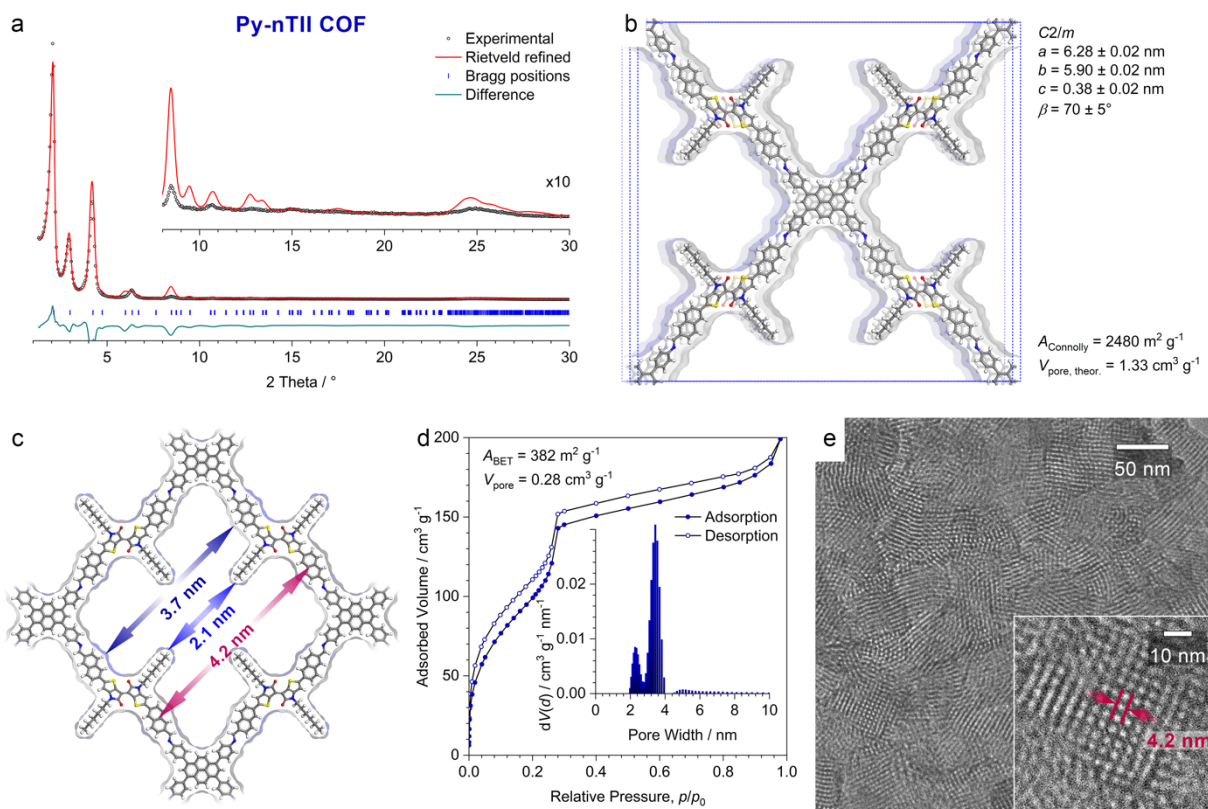 a
Py-nTII COF
Experimental
Rietveld refined
Bragg positions
Difference
x10
10 15 20 25 30
5 10 15 20 25 30
2 Theta / °
b
C2/m
a = 6.28 ± 0.02 nm
b = 5.90 ± 0.02 nm
c = 0.38 ± 0.02 nm
β = 70 ± 5°
A Connolly = 2480 m² g⁻¹
V pore, theor. = 1.33 cm³ g⁻¹
c
3.7 nm
2.1 nm
4.2 nm
d
A BET = 382 m² g⁻¹
V pore = 0.28 cm³ g⁻¹
Adsorption
Desorption
Adsorbed Volume / cm³ g⁻¹
200
150
100
50
0
dV(d) / cm³ g⁻¹ nm⁻¹
0.02
0.01
0.00
0 2 4 6 8 10
Pore Width / nm
0.0 0.2 0.4 0.6 0.8 1.0
Relative Pressure, p/p₀
e
50 nm
10 nm
4.2 nm